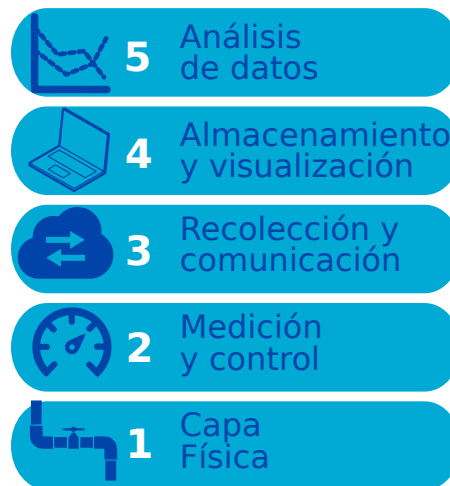 5
Análisis
de datos
4
Almacenamiento
y visualización
3
Recolección y
comunicación
2
Medición
y control
1
Capa
Física